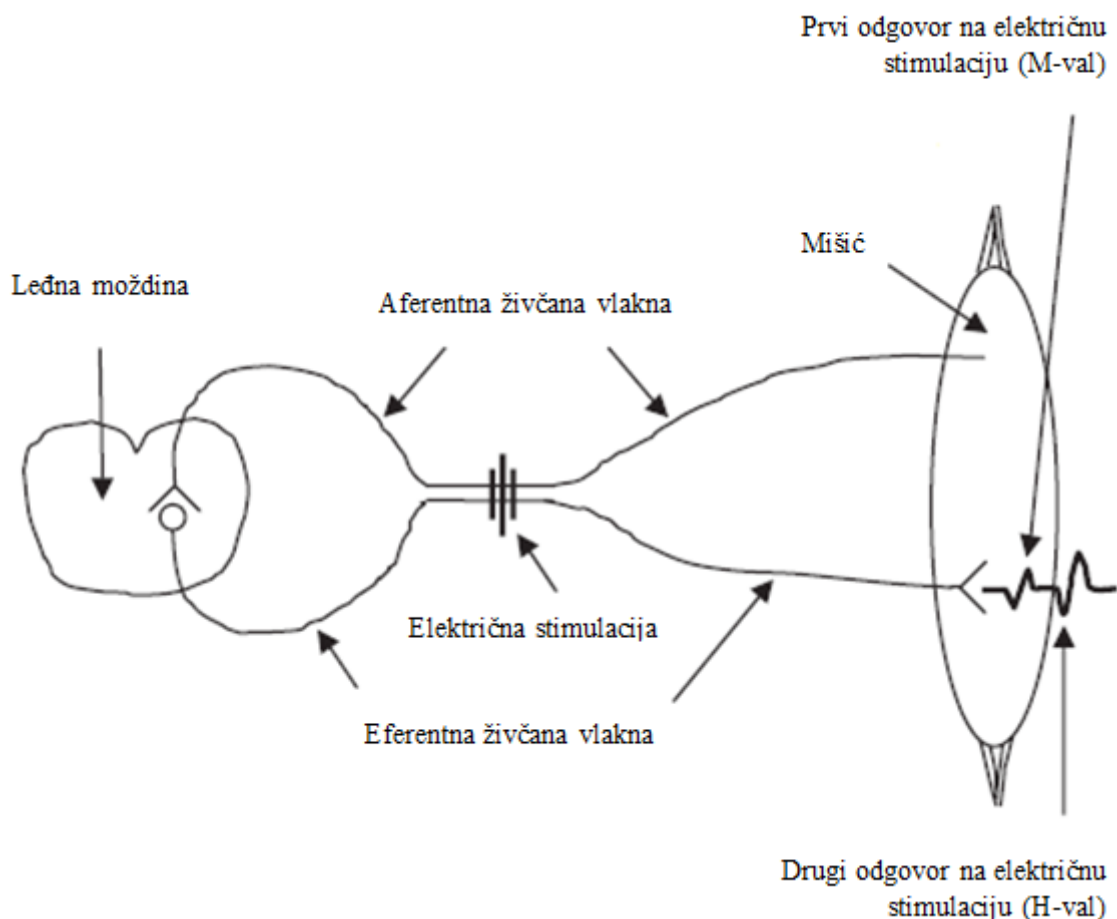 Prvi odgovor na električnu
stimulaciju (M-val)
Mišić
Leđna moždina
Aferentna živčana vlakna
Električna stimulacija
Eferentna živčana vlakna
Drugi odgovor na električnu
stimulaciju (H-val)